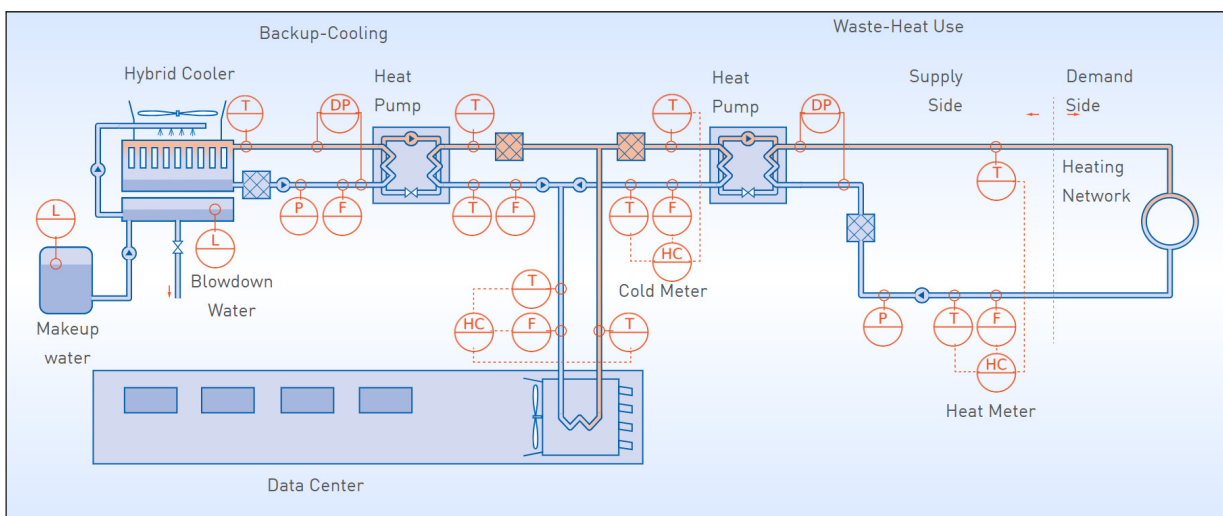 Backup-Cooling
Waste-Heat Use
Hybrid Cooler
Heat
Pump
Heat
Pump
Supply
Side
Demand
Side
T
DP
T
T
DP
T
Heating
Network
P
F
T
F
T
F
L
L
HC
Cold Meter
Blowdown
Water
T
P
T
F
Makeup
water
HC
F
T
HC
Heat Meter
Data Center